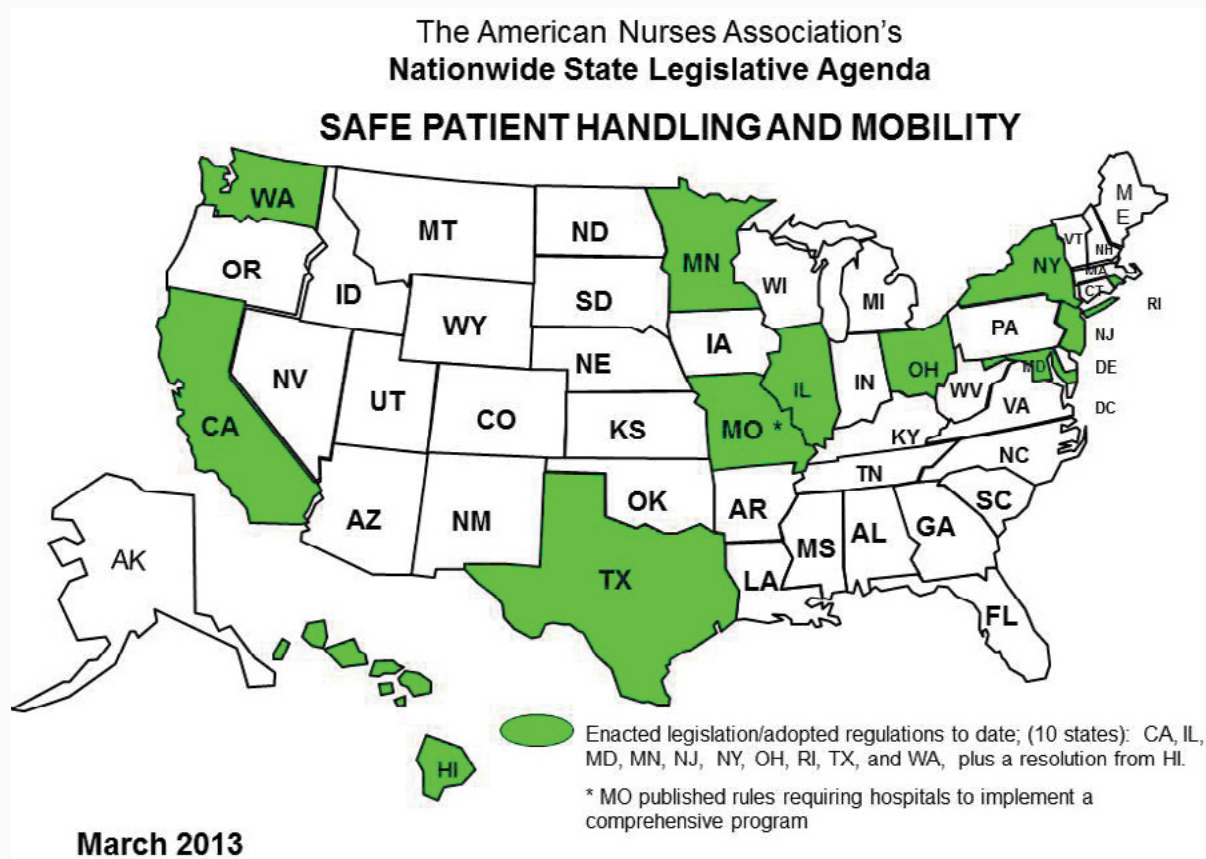 The American Nurses Association's
Nationwide State Legislative Agenda
SAFE PATIENT HANDLING AND MOBILITY
WA
MT
ND
MN
OR
ID
WY
SD
WI
MI
NY
VT
NH
M
E
MA
CT
RI
NV
UT
CO
NE
IA
IL
IN
OH
PA
NJ
MD
DE
DC
CA
KS
MO *
KY
WV
VA
AZ
NM
OK
AR
TN
NC
SC
AK
TX
LA
MS
AL
GA
FL
HI
Enacted legislation/adopted regulations to date; (10 states): CA, IL,
MD, MN, NJ, NY, OH, RI, TX, and WA, plus a resolution from HI.
* MO published rules requiring hospitals to implement a
comprehensive program
March 2013